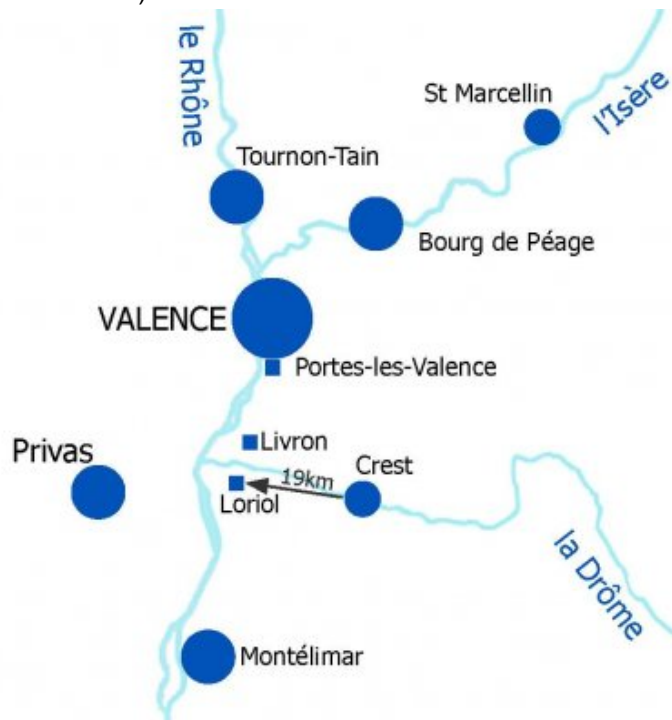 le Rhône
St Marcellin
l'Isère
Tournon-Tain
Bourg de Péage
VALENCE
Portes-les-Valence
Livron
Privas
Crest
19km
Loriol
la Drôme
Montélimar